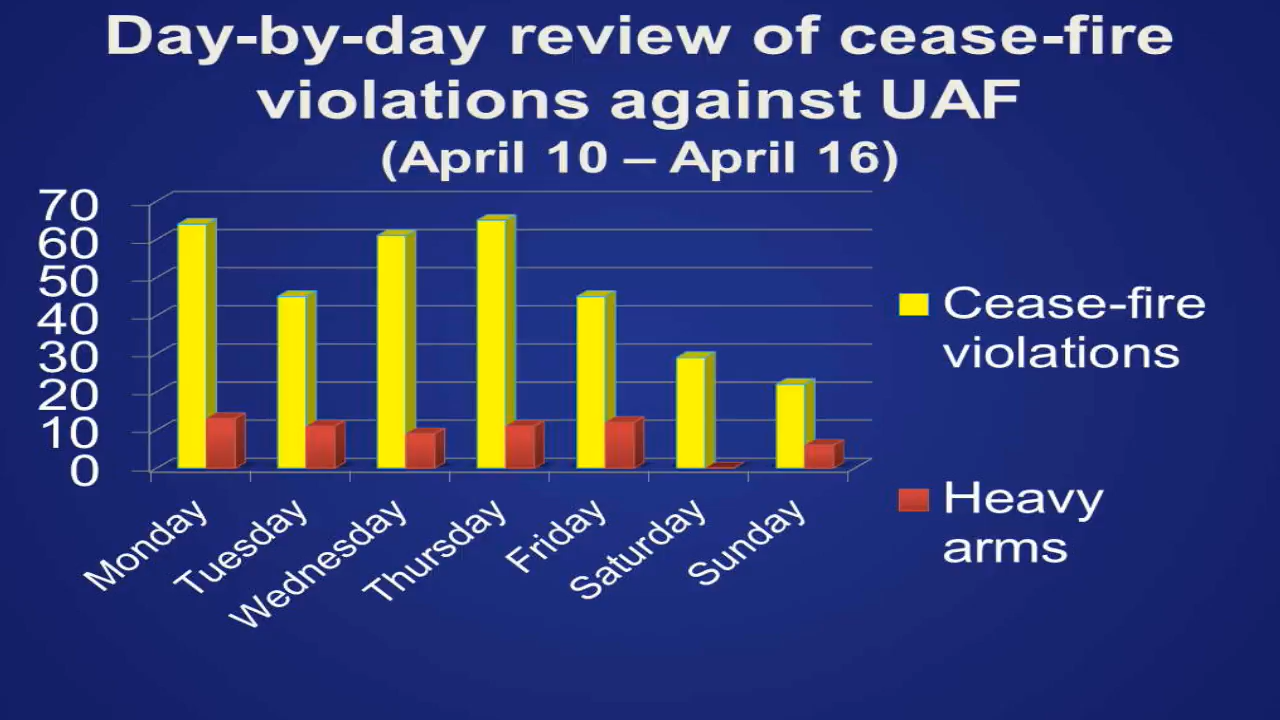 Day-by-day review of cease-fire
violations against UAF
(April 10 – April 16)
70
60
50
40
30
20
10
0
Monday
Tuesday
Wednesday
Thursday
Friday
Saturday
Sunday
Cease-fire
violations
Heavy
arms